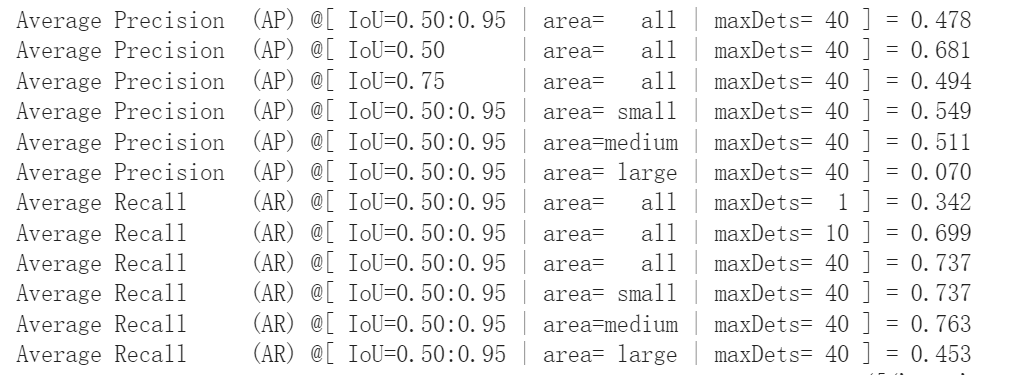 Average Precision  (AP) @[ IoU=0.50:0.95 | area=   all | maxDets= 40 ] = 0.478
Average Precision  (AP) @[ IoU=0.50      | area=   all | maxDets= 40 ] = 0.681
Average Precision  (AP) @[ IoU=0.75      | area=   all | maxDets= 40 ] = 0.494
Average Precision  (AP) @[ IoU=0.50:0.95 | area= small | maxDets= 40 ] = 0.549
Average Precision  (AP) @[ IoU=0.50:0.95 | area=medium | maxDets= 40 ] = 0.511
Average Precision  (AP) @[ IoU=0.50:0.95 | area= large | maxDets= 40 ] = 0.070
Average Recall     (AR) @[ IoU=0.50:0.95 | area=   all | maxDets=  1 ] = 0.342
Average Recall     (AR) @[ IoU=0.50:0.95 | area=   all | maxDets= 10 ] = 0.699
Average Recall     (AR) @[ IoU=0.50:0.95 | area=   all | maxDets= 40 ] = 0.737
Average Recall     (AR) @[ IoU=0.50:0.95 | area= small | maxDets= 40 ] = 0.737
Average Recall     (AR) @[ IoU=0.50:0.95 | area=medium | maxDets= 40 ] = 0.763
Average Recall     (AR) @[ IoU=0.50:0.95 | area= large | maxDets= 40 ] = 0.453